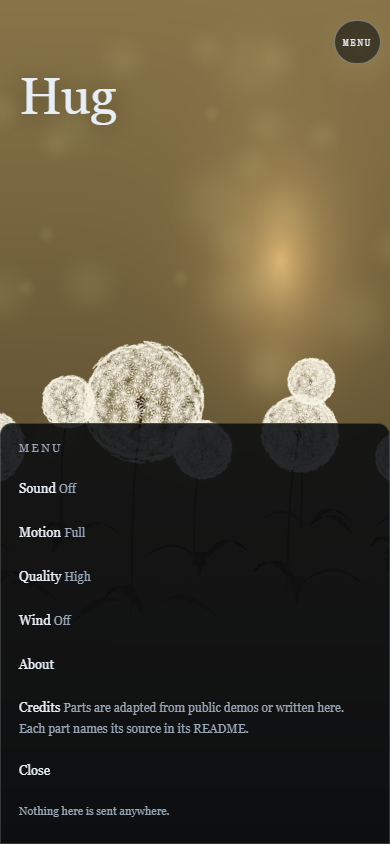 MENU
Hug
MENU
Sound Off
Motion Full
Quality High
Wind Off
About
Credits Parts are adapted from public demos or written here.
Each part names its source in its README.
Close
Nothing here is sent anywhere.